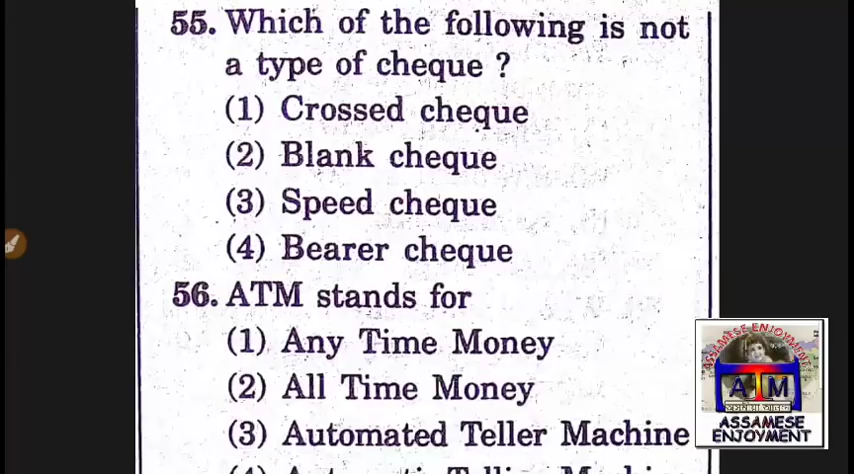 55. Which of the following is not
a type of cheque ?
(1) Crossed cheque
(2) Blank cheque
(3) Speed cheque
(4) Bearer cheque
56. ATM stands for
(1) Any Time Money
(2) All Time Money
(3) Automated Teller Machine
ASSAMESE ENJOYMENT
ATM
ASSAMESE
ENJOYMENT